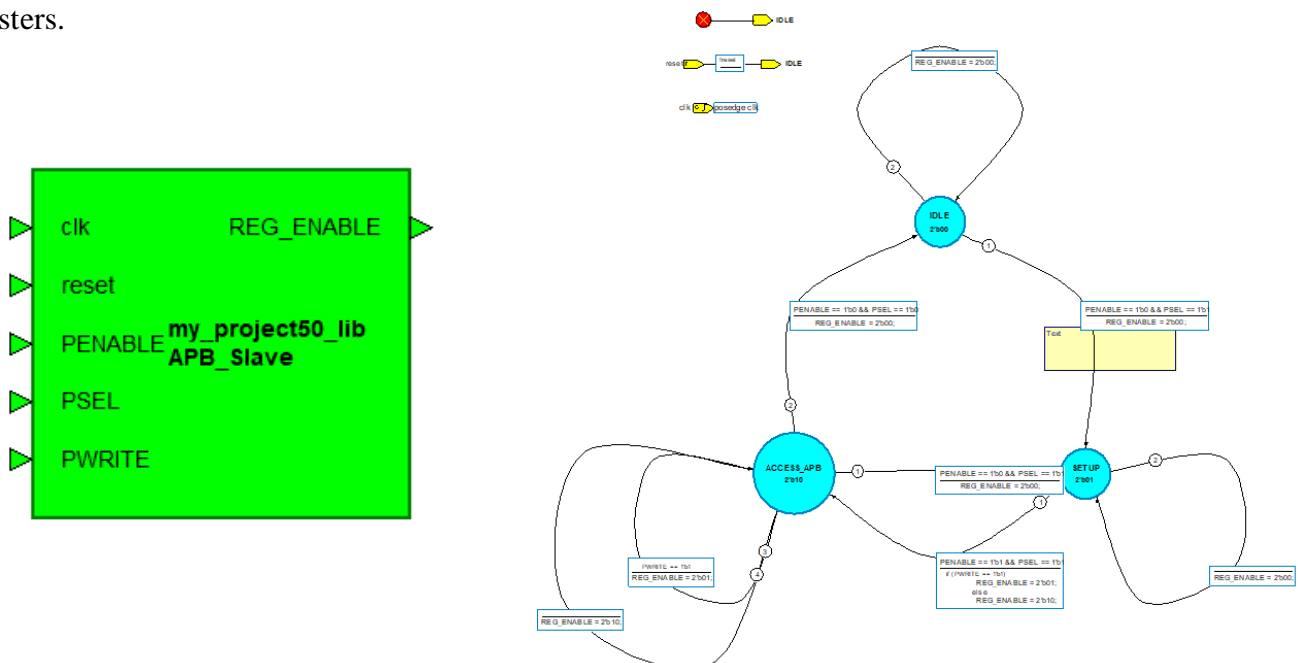 sters.
clk REG_ENABLE
reset
PENABLE my_project50_lib
APB_Slave
PSEL
PWRITE
IDLE
IDLE
clk posedge clk
REG_ENABLE = 2'b00;
2
IDLE
2'b00
1
PENABLE == 1'b0 && PSEL == 1'b0
REG_ENABLE = 2'b00;
PENABLE == 1'b0 && PSEL == 1'b1
REG_ENABLE = 2'b00;
Text
2
ACCESS_APB
2'b10
1
PENABLE == 1'b0 && PSEL == 1'b1
REG_ENABLE = 2'b00;
SETUP
2'b01
2
1
3
4
PWRITE == 1'b1
REG_ENABLE = 2'b01;
PENABLE == 1'b1 && PSEL == 1'b1
if (PWRITE == 1'b1)
REG_ENABLE = 2'b01;
else
REG_ENABLE = 2'b10;
REG_ENABLE = 2'b00;
REG_ENABLE = 2'b10;